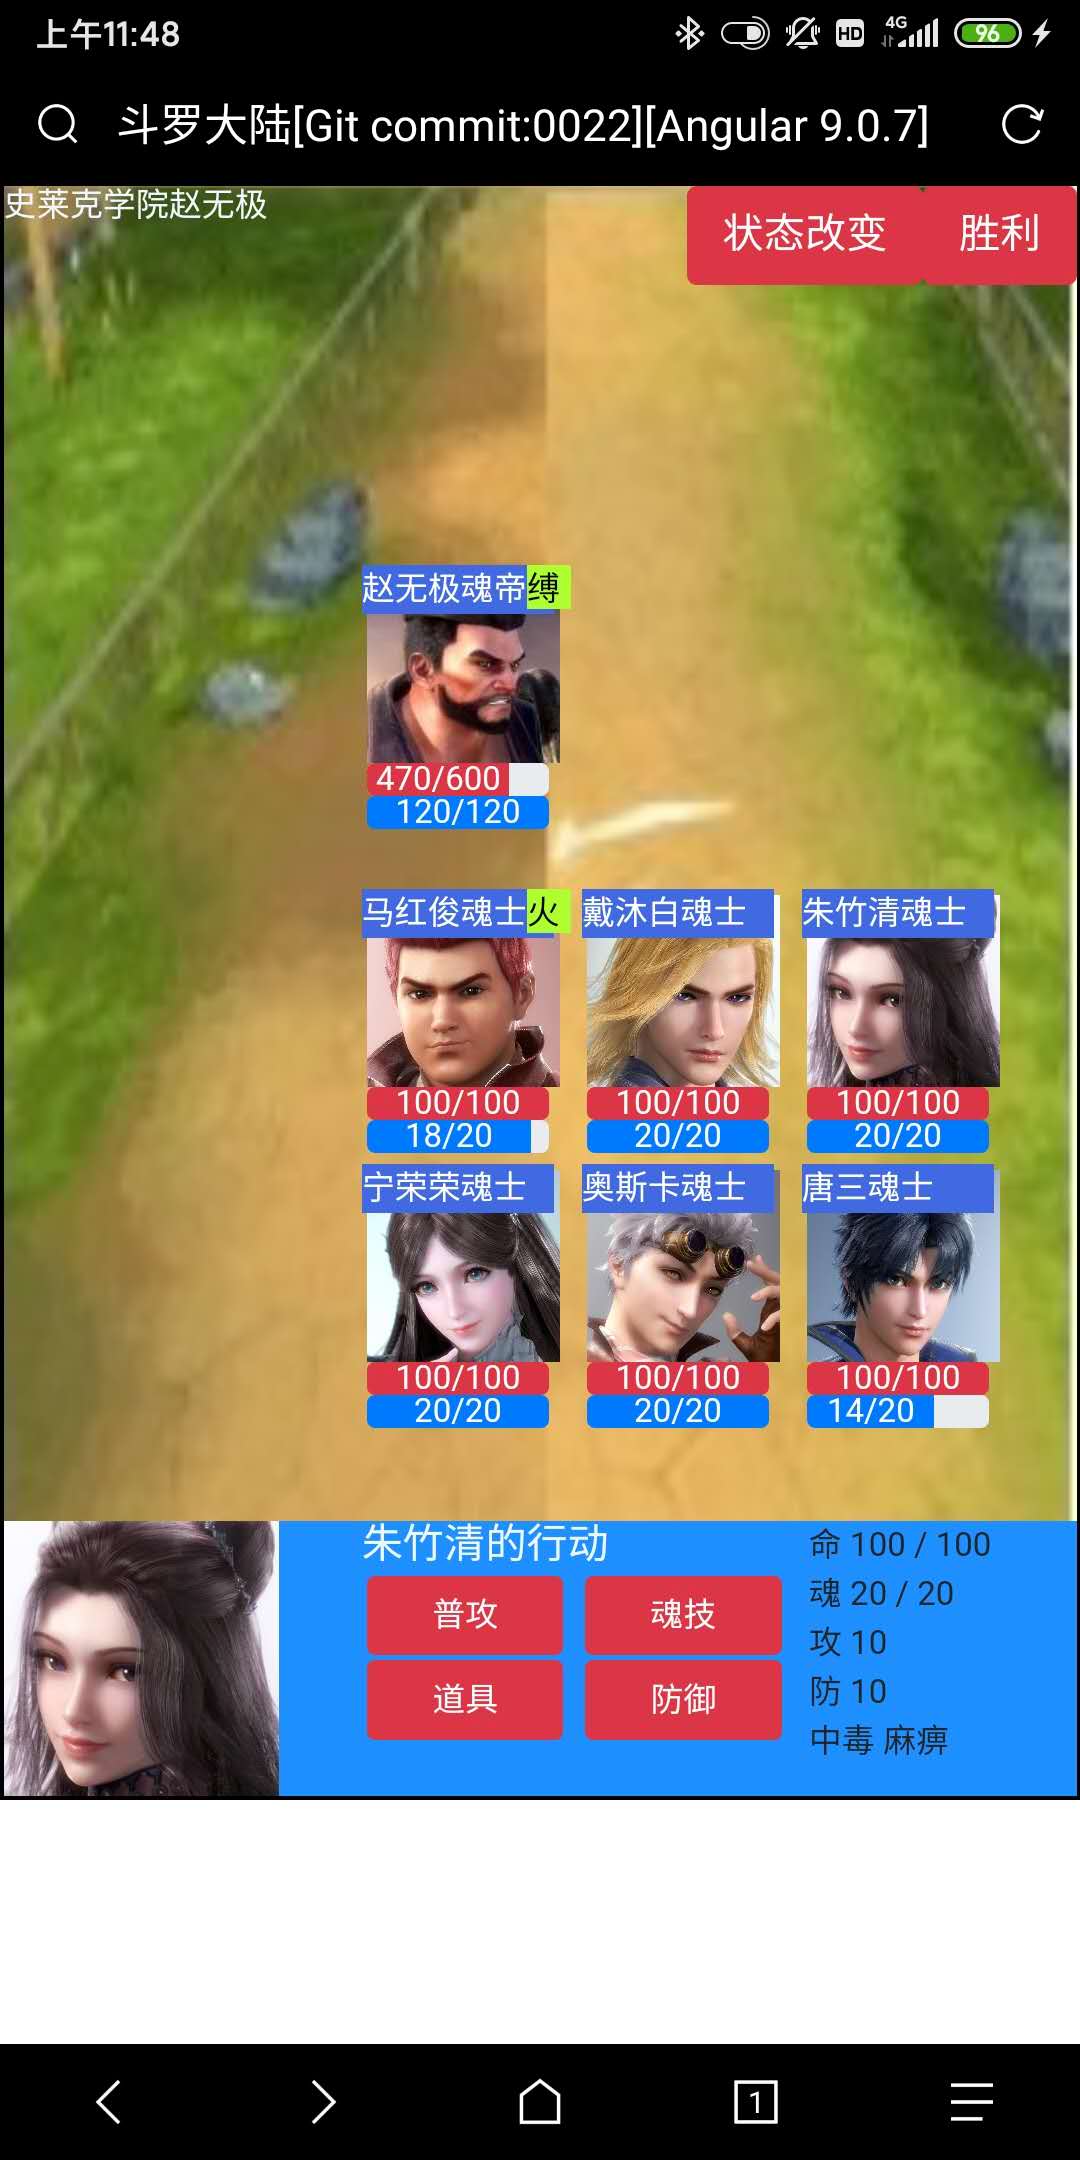 上午11:48
HD 4G 96
斗罗大陆[Git commit:0022][Angular 9.0.7]
史莱克学院赵无极
状态改变 胜利
赵无极魂帝 缚
470/600
120/120
马红俊魂士 火 戴沐白魂士 朱竹清魂士
100/100 100/100 100/100
18/20 20/20 20/20
宁荣荣魂士 奥斯卡魂士 唐三魂士
100/100 100/100 100/100
20/20 20/20 14/20
朱竹清的行动
普攻 魂技
道具 防御
命 100 / 100
魂 20 / 20
攻 10
防 10
中毒 麻痹
1